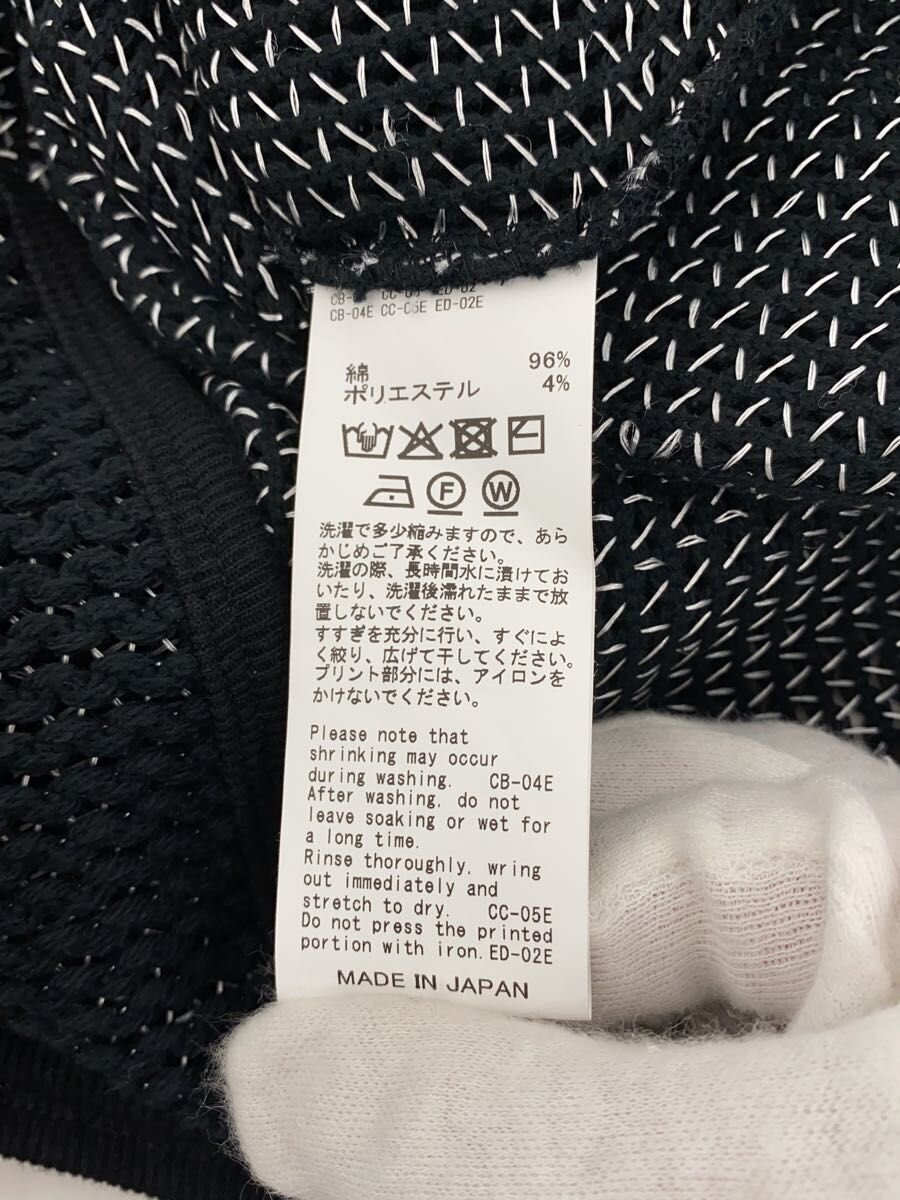 CB-04E CC-05E ED-02E
綿 96%
ポリエステル 4%
F W
洗濯で多少縮みますので、あら
かじめご了承ください。
洗濯の際、長時間水に漬けてお
いたり、洗濯後濡れたままで放
置しないでください。
すすぎを充分に行い、すぐによ
く絞り、広げて干してください。
プリント部分には、アイロンを
かけないでください。
Please note that
shrinking may occur
during washing. CB-04E
After washing, do not
leave soaking or wet for
a long time.
Rinse thoroughly, wring
out immediately and
stretch to dry. CC-05E
Do not press the printed
portion with iron. ED-02E
MADE IN JAPAN